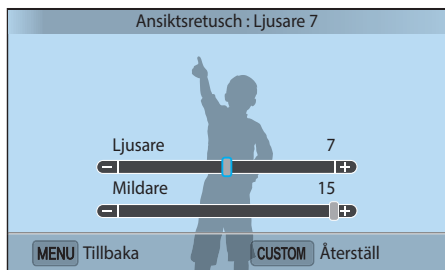 Ansiktsretusch : Ljusare 7
Ljusare 7
Mildare 15
MENU Tillbaka CUSTOM Återställ